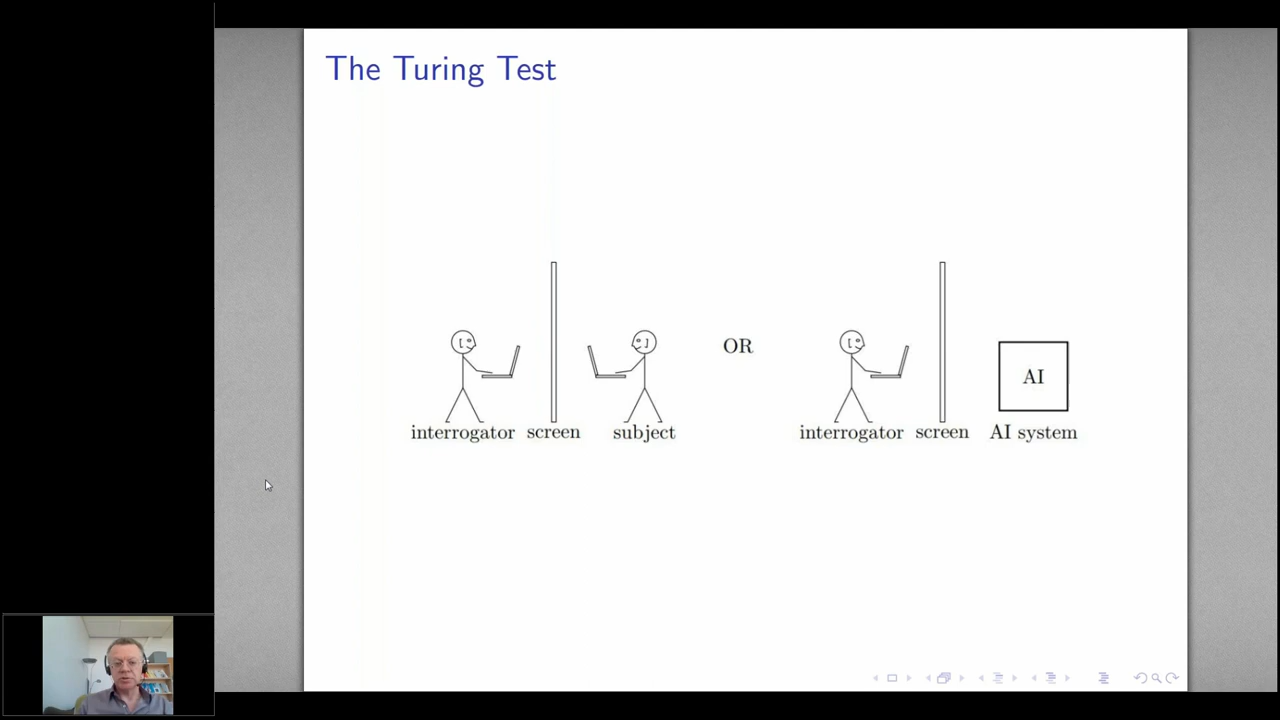 The Turing Test
OR
AI
interrogator screen subject
interrogator screen AI system